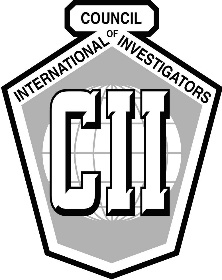 COUNCIL
OF
INTERNATIONAL INVESTIGATORS
CII